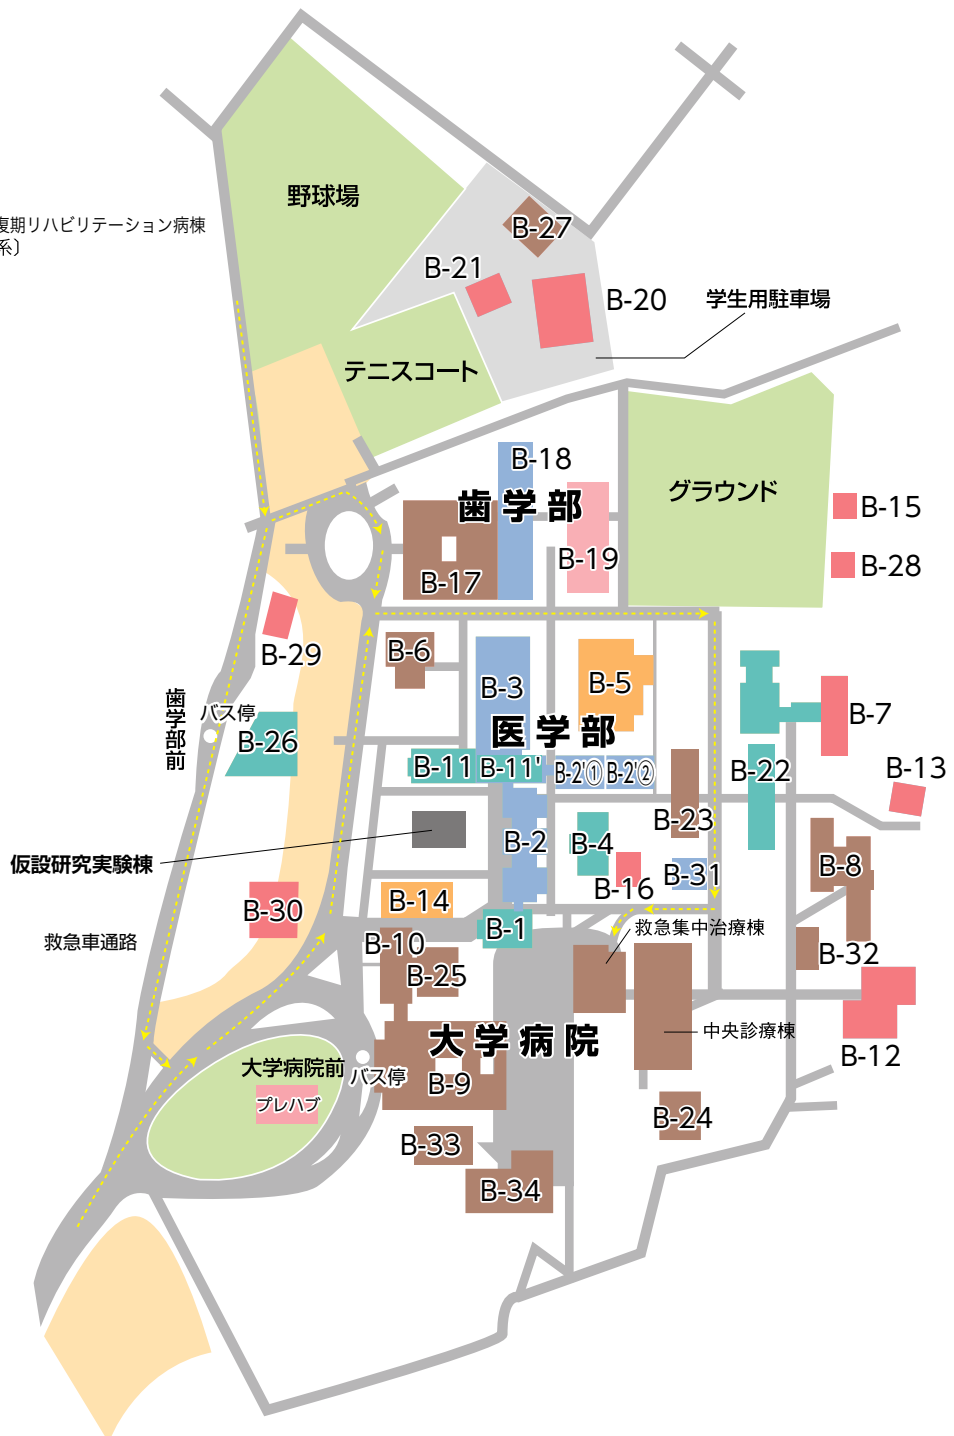 野球場
復期リハビリテーション病棟
系〕
B-27
B-21
B-20
学生用駐車場
テニスコート
B-18
グラウンド
歯学部
B-15
B-19
B-28
B-17
B-29
B-6
B-3
B-5
歯学部前
バス停
B-26
医学部
B-7
B-11
B-11'
B-2'①
B-2'②
B-22
B-13
B-23
B-2
B-4
仮設研究実験棟
B-16
B-31
B-8
B-30
B-14
救急車通路
B-10
B-1
救急集中治療棟
B-25
B-32
大学病院
中央診療棟
B-12
大学病院前
バス停
B-9
プレハブ
B-24
B-33
B-34